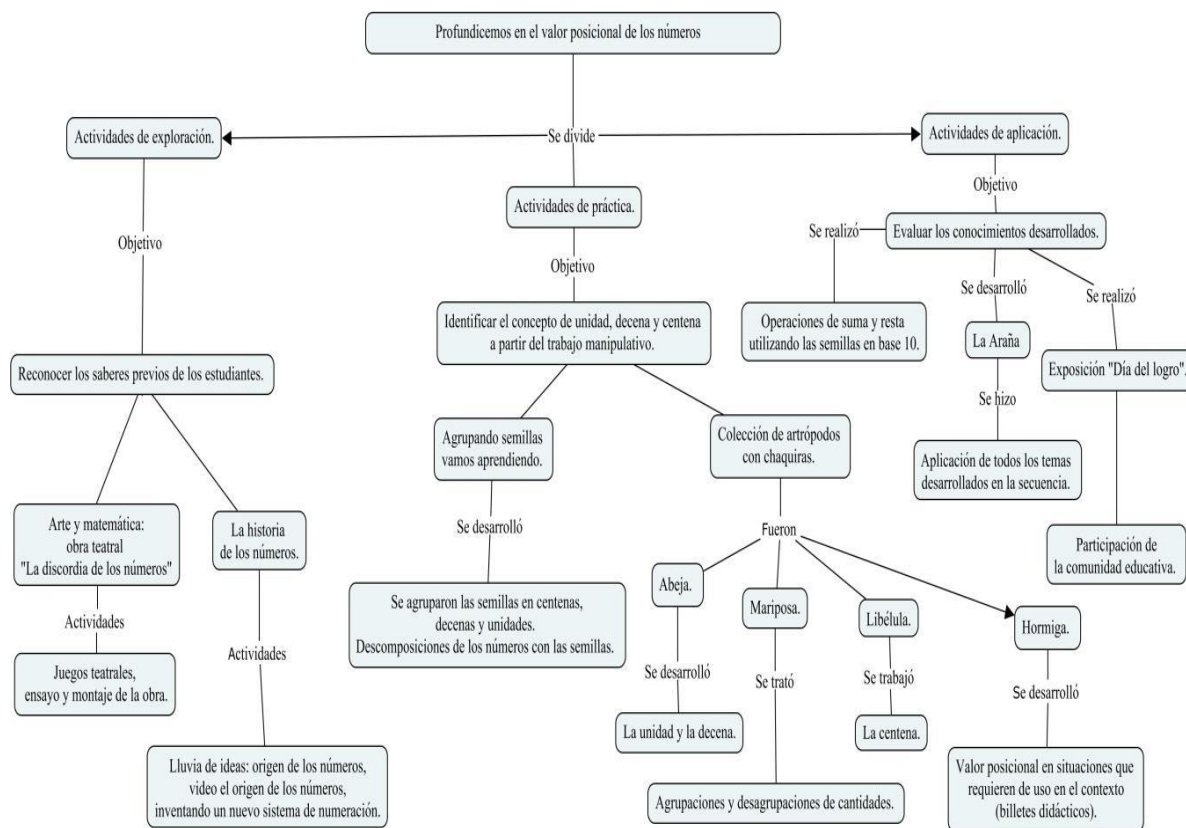 Profundicemos en el valor posicional de los números
Actividades de exploración.
Se divide
Actividades de aplicación.
Objetivo
Reconocer los saberes previos de los estudiantes.
Arte y matemática:
obra teatral
"La discordia de los números"
Actividades
Juegos teatrales,
ensayo y montaje de la obra.
La historia
de los números.
Actividades
Lluvia de ideas: origen de los números,
video el origen de los números,
inventando un nuevo sistema de numeración.
Actividades de práctica.
Objetivo
Identificar el concepto de unidad, decena y centena
a partir del trabajo manipulativo.
Agrupando semillas
vamos aprendiendo.
Se desarrolló
Se agruparon las semillas en centenas,
decenas y unidades.
Descomposiciones de los números con las semillas.
Colección de artrópodos
con chaquiras.
Fueron
Abeja.
Se desarrolló
La unidad y la decena.
Mariposa.
Se trató
Agrupaciones y desagrupaciones de cantidades.
Libélula.
Se trabajó
La centena.
Hormiga.
Se desarrolló
Valor posicional en situaciones que
requieren de uso en el contexto
(billetes didácticos).
Objetivo
Evaluar los conocimientos desarrollados.
Se realizó
Operaciones de suma y resta
utilizando las semillas en base 10.
Se desarrolló
La Araña
Se hizo
Aplicación de todos los temas
desarrollados en la secuencia.
Se realizó
Exposición "Día del logro".
Participación de
la comunidad educativa.